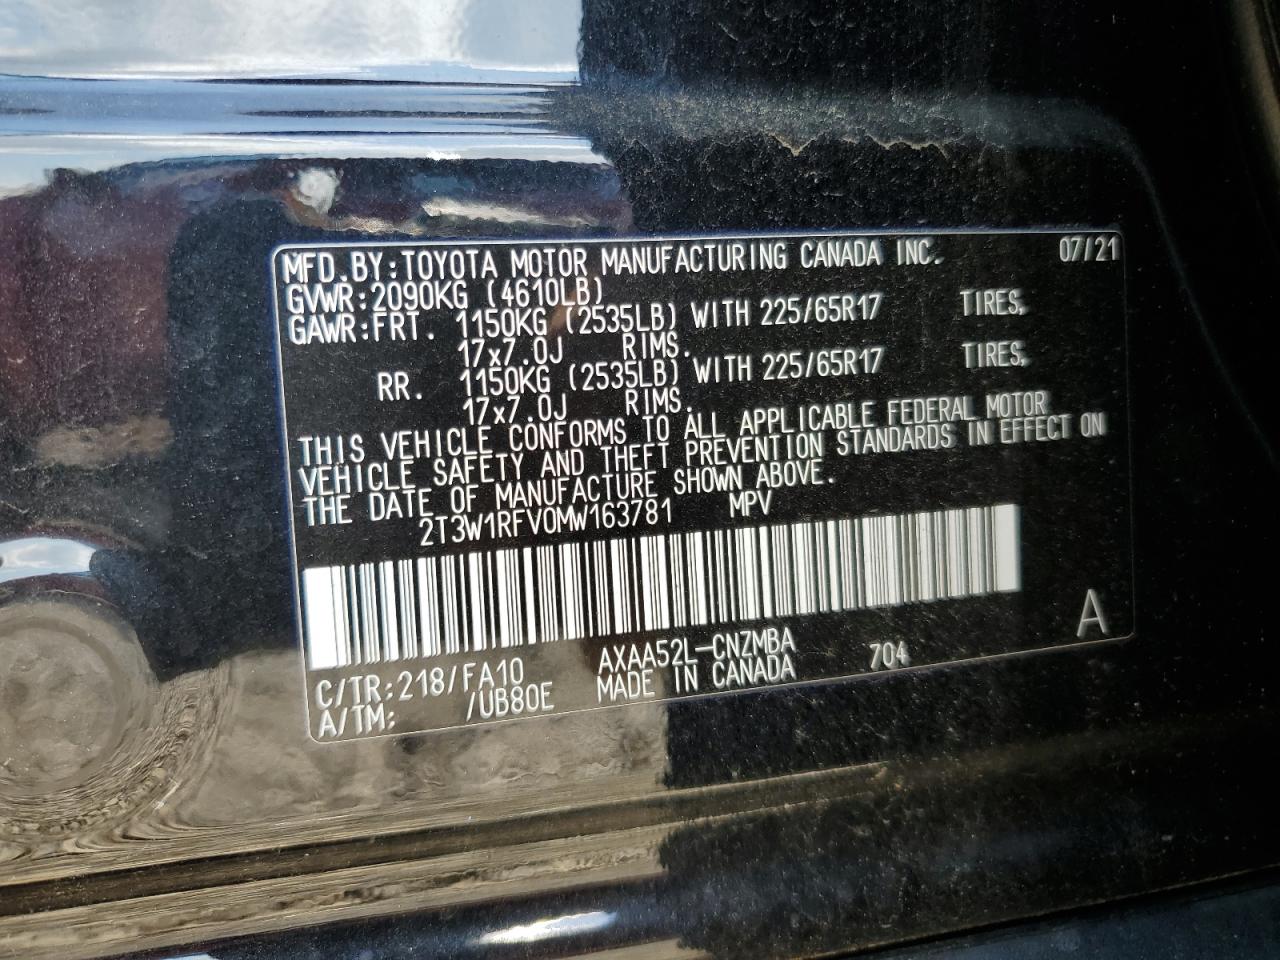 MFD.BY:TOYOTA MOTOR MANUFACTURING CANADA INC. 07/21
GVWR:2090KG (4610LB)
GAWR:FRT. 1150KG (2535LB) WITH 225/65R17 TIRES,
17x7.0J RIMS.
RR. 1150KG (2535LB) WITH 225/65R17 TIRES,
17x7.0J RIMS.
THIS VEHICLE CONFORMS TO ALL APPLICABLE FEDERAL MOTOR
VEHICLE SAFETY AND THEFT PREVENTION STANDARDS IN EFFECT ON
THE DATE OF MANUFACTURE SHOWN ABOVE.
2T3W1RFV0MW163781 MPV
A
C/TR:218/FA10 AXAA52L-CNZMBA 704
A/TM: /UB80E MADE IN CANADA